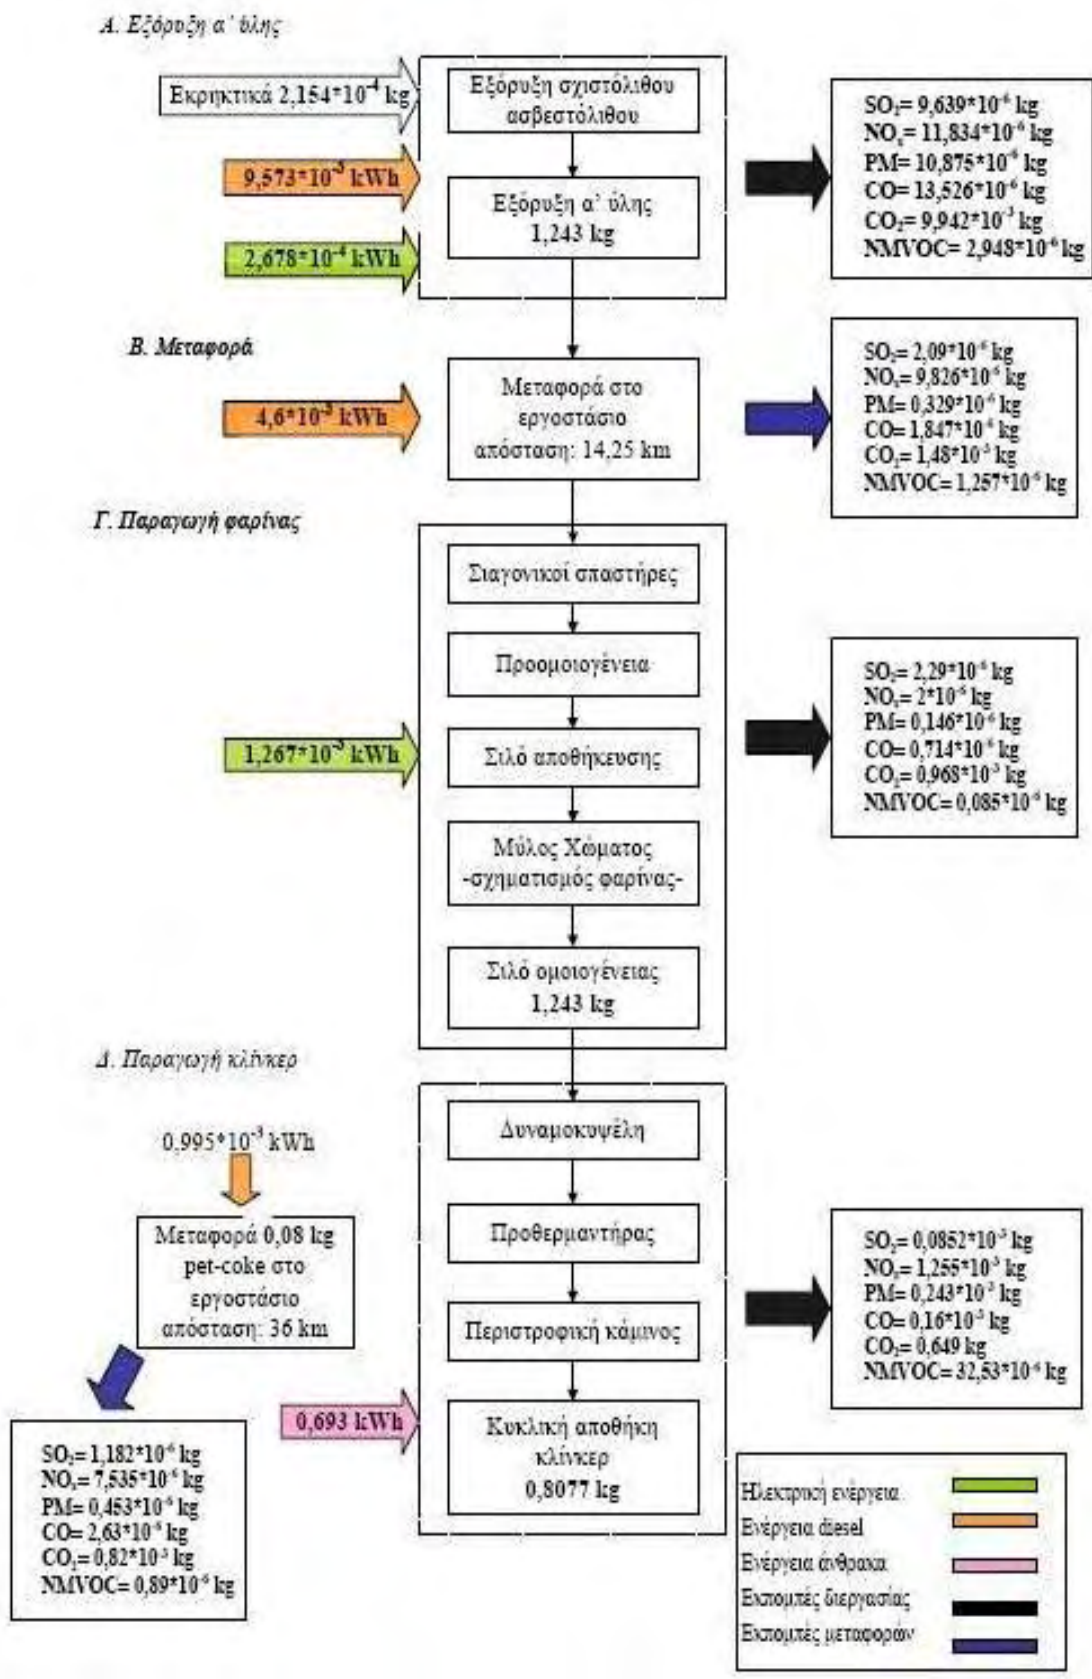 Α. Εξόρυξη α΄ ύλης
Εκρηκτικά 2,154*10⁻⁴ kg
Εξόρυξη σχιστόλιθου
ασβεστόλιθου
9,573*10⁻³ kWh
Εξόρυξη α’ ύλης
1,243 kg
2,678*10⁻⁴ kWh
SO₂= 9,639*10⁻⁶ kg
NOₓ= 11,834*10⁻⁶ kg
PM= 10,875*10⁻⁶ kg
CO= 13,526*10⁻⁶ kg
CO₂= 9,942*10⁻³ kg
NMVOC= 2,948*10⁻⁶ kg
Β. Μεταφορά
4,6*10⁻³ kWh
Μεταφορά στο
εργοστάσιο
απόσταση: 14,25 km
SO₂= 2,09*10⁻⁶ kg
NOₓ= 9,826*10⁻⁶ kg
PM= 0,329*10⁻⁶ kg
CO= 1,847*10⁻⁶ kg
CO₂= 1,48*10⁻³ kg
NMVOC= 1,257*10⁻⁶ kg
Γ. Παραγωγή φαρίνας
Σιαγονικοί σπαστήρες
Προομοιογένεια
1,267*10⁻³ kWh
Σιλό αποθήκευσης
Μύλος Χώματος
-σχηματισμός φαρίνας-
Σιλό ομοιογένειας
1,243 kg
SO₂= 2,29*10⁻⁶ kg
NOₓ= 2*10⁻⁶ kg
PM= 0,146*10⁻⁶ kg
CO= 0,714*10⁻⁶ kg
CO₂= 0,968*10⁻³ kg
NMVOC= 0,085*10⁻⁶ kg
Δ. Παραγωγή κλίνκερ
0,995*10⁻³ kWh
Μεταφορά 0,08 kg
pet-coke στο
εργοστάσιο
απόσταση: 36 km
SO₂= 1,182*10⁻⁶ kg
NOₓ= 7,535*10⁻⁶ kg
PM= 0,453*10⁻⁶ kg
CO= 2,63*10⁻⁶ kg
CO₂= 0,82*10⁻³ kg
NMVOC= 0,89*10⁻⁶ kg
Δυναμοκυψέλη
Προθερμαντήρας
Περιστροφική κάμινος
0,693 kWh
Κυκλική αποθήκη
κλίνκερ
0,8077 kg
SO₂= 0,0852*10⁻³ kg
NOₓ= 1,255*10⁻³ kg
PM= 0,243*10⁻³ kg
CO= 0,16*10⁻³ kg
CO₂= 0,649 kg
NMVOC= 32,53*10⁻⁶ kg
Ηλεκτρική ενέργεια
Ενέργεια diesel
Ενέργεια άνθρακα
Εκπομπές διεργασίας
Εκπομπές μεταφορών